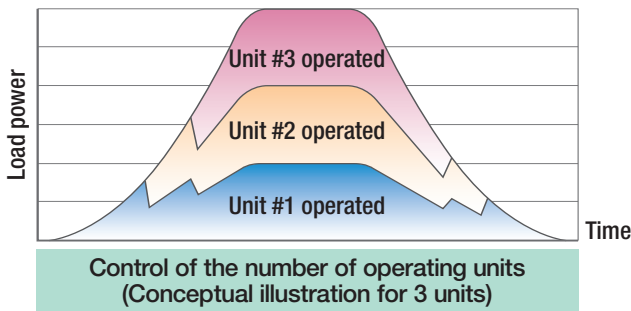 Load power
Unit #3 operated
Unit #2 operated
Unit #1 operated
Time
Control of the number of operating units
(Conceptual illustration for 3 units)